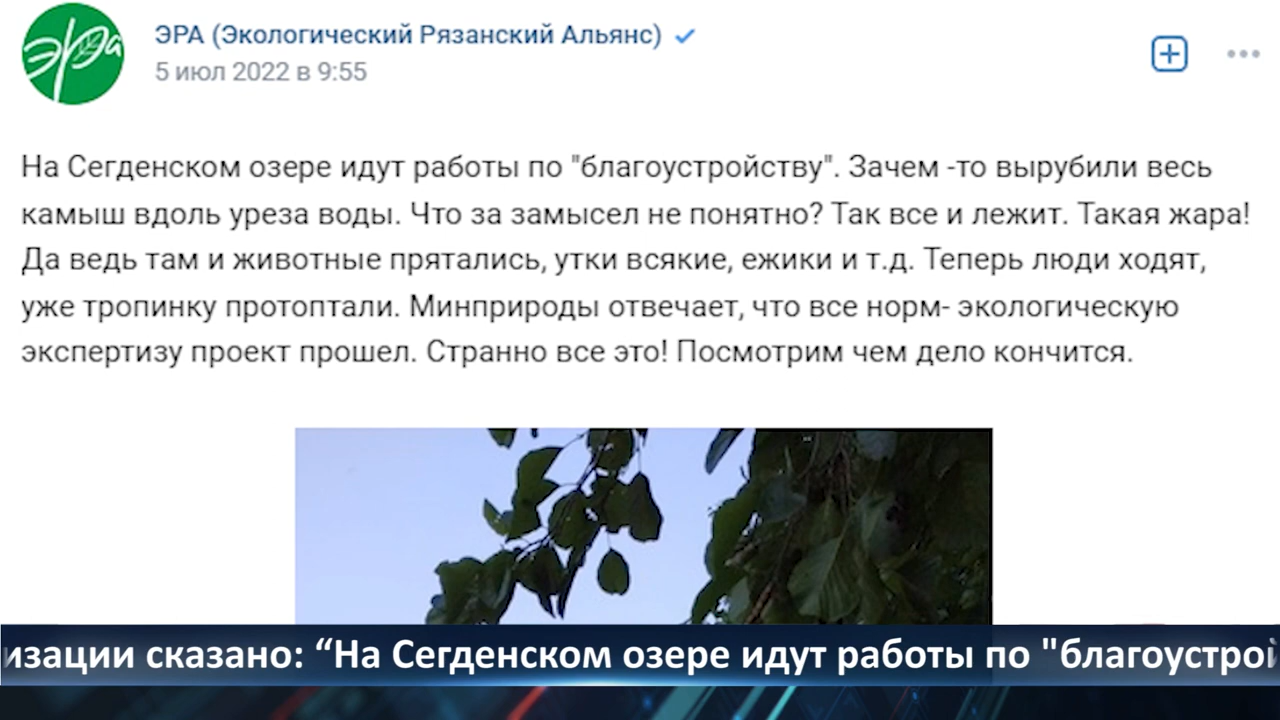 эРа
ЭРА (Экологический Рязанский Альянс)
5 июл 2022 в 9:55
На Сегденском озере идут работы по "благоустройству". Зачем -то вырубили весь
камыш вдоль уреза воды. Что за замысел не понятно? Так все и лежит. Такая жара!
Да ведь там и животные прятались, утки всякие, ежики и т.д. Теперь люди ходят,
уже тропинку протоптали. Минприроды отвечает, что все норм- экологическую
экспертизу проект прошел. Странно все это! Посмотрим чем дело кончится.
изации сказано: “На Сегденском озере идут работы по "благоустрой